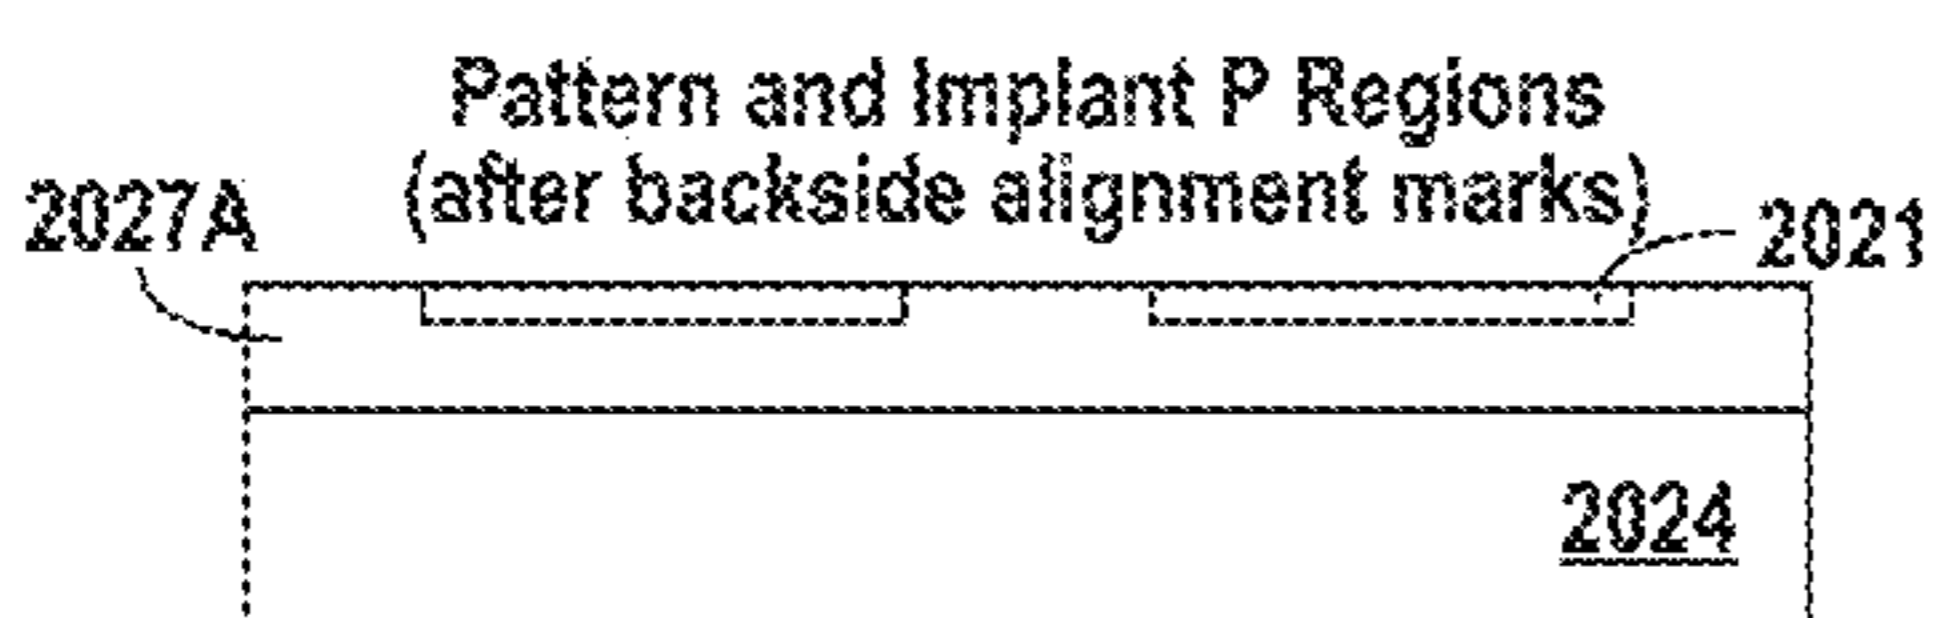 Pattern and Implant P Regions
(after backside alignment marks)
2027A
2021
2024